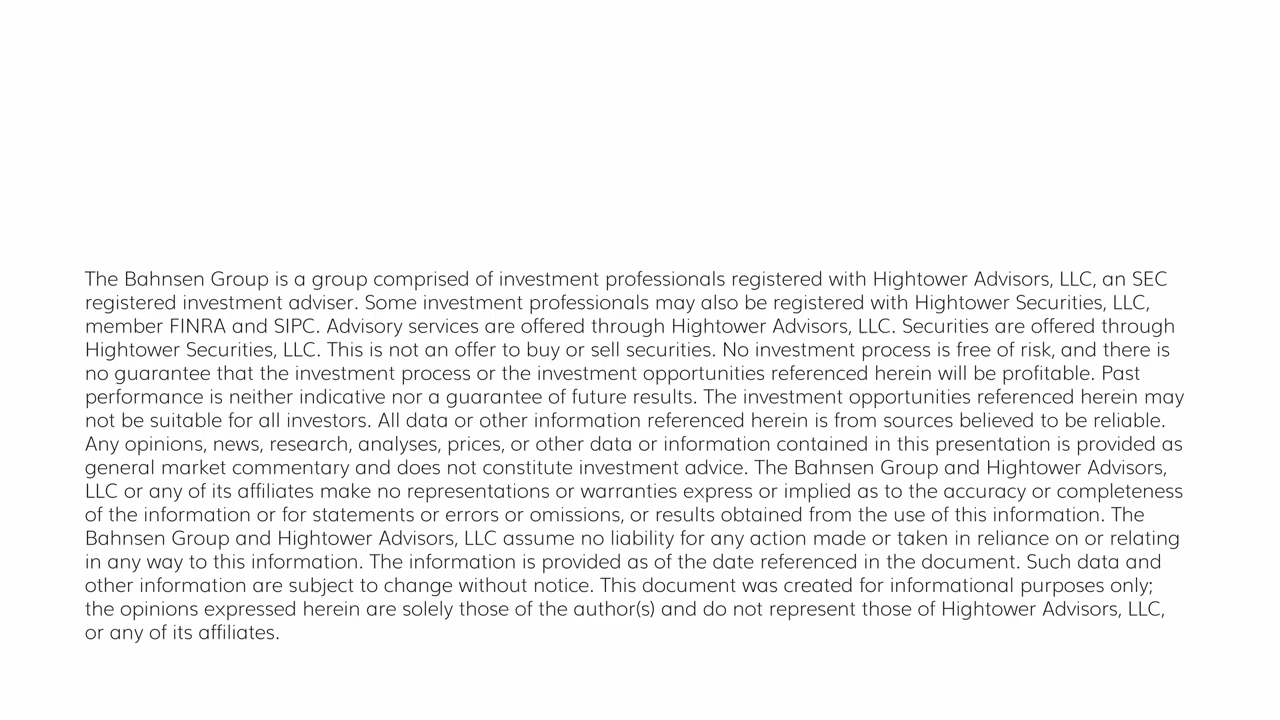 The Bahnsen Group is a group comprised of investment professionals registered with Hightower Advisors, LLC, an SEC
registered investment adviser. Some investment professionals may also be registered with Hightower Securities, LLC,
member FINRA and SIPC. Advisory services are offered through Hightower Advisors, LLC. Securities are offered through
Hightower Securities, LLC. This is not an offer to buy or sell securities. No investment process is free of risk, and there is
no guarantee that the investment process or the investment opportunities referenced herein will be profitable. Past
performance is neither indicative nor a guarantee of future results. The investment opportunities referenced herein may
not be suitable for all investors. All data or other information referenced herein is from sources believed to be reliable.
Any opinions, news, research, analyses, prices, or other data or information contained in this presentation is provided as
general market commentary and does not constitute investment advice. The Bahnsen Group and Hightower Advisors,
LLC or any of its affiliates make no representations or warranties express or implied as to the accuracy or completeness
of the information or for statements or errors or omissions, or results obtained from the use of this information. The
Bahnsen Group and Hightower Advisors, LLC assume no liability for any action made or taken in reliance on or relating
in any way to this information. The information is provided as of the date referenced in the document. Such data and
other information are subject to change without notice. This document was created for informational purposes only;
the opinions expressed herein are solely those of the author(s) and do not represent those of Hightower Advisors, LLC,
or any of its affiliates.